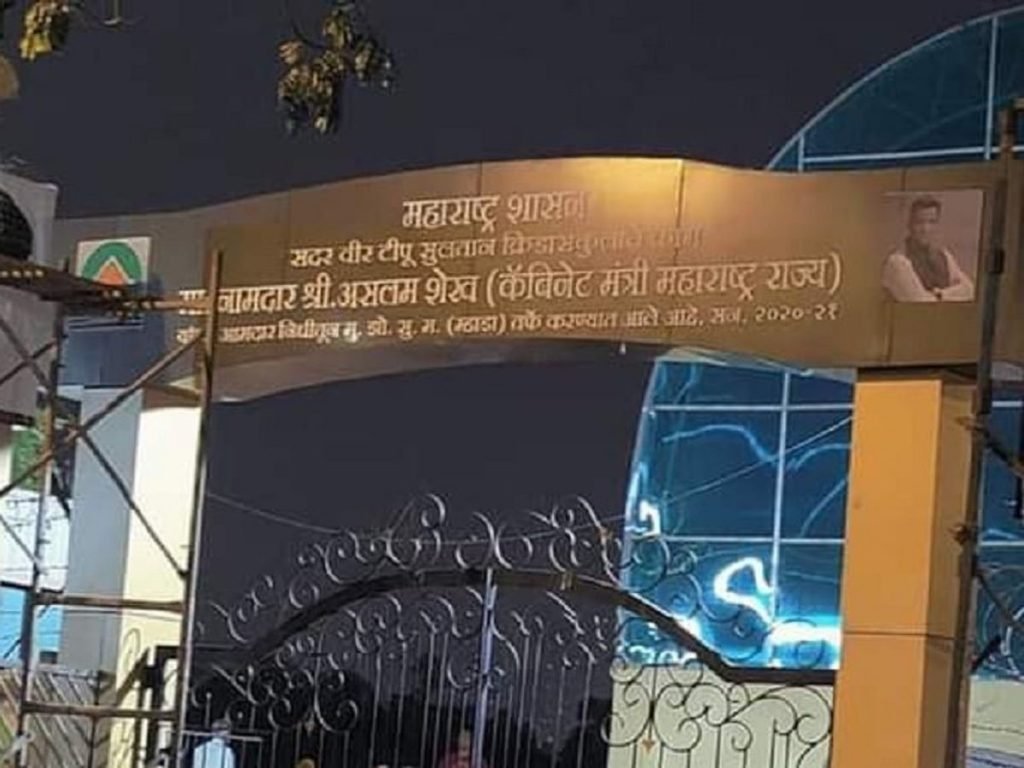 महाराष्ट्र शासन
सदर वीर टीपू सुलतान क्रिडासंकुलाचे काम
नामदार श्री.असलम शेख (कॅबिनेट मंत्री महाराष्ट्र राज्य)
आमदार निधीतून मु. झो. सु. म. (म्हाडा) तर्फे करण्यात आले आहे. सन. २०२०-२१